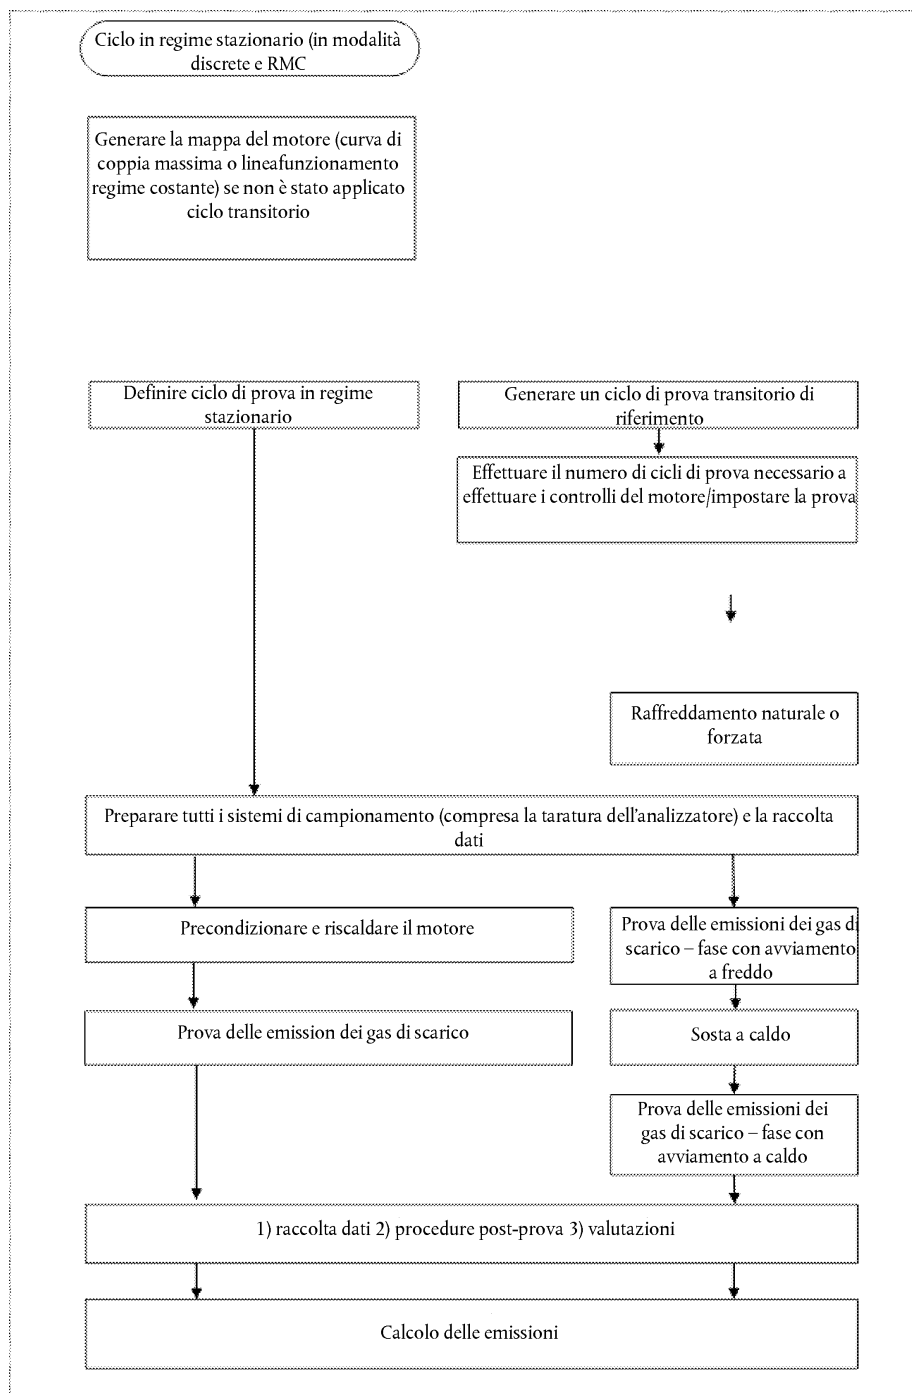 Ciclo in regime stazionario (in modalità
discrete e RMC
Generare la mappa del motore (curva di
coppia massima o lineafunzionamento
regime costante) se non è stato applicato
ciclo transitorio
Definire ciclo di prova in regime
stazionario
Generare un ciclo di prova transitorio di
riferimento
Effettuare il numero di cicli di prova necessario a
effettuare i controlli del motore/impostare la prova
Raffreddamento naturale o
forzata
Preparare tutti i sistemi di campionamento (compresa la taratura dell'analizzatore) e la raccolta
dati
Precondizionare e riscaldare il motore
Prova delle emissioni dei gas di
scarico – fase con avviamento
a freddo
Prova delle emission dei gas di scarico
Sosta a caldo
Prova delle emissioni dei
gas di scarico – fase con
avviamento a caldo
1) raccolta dati 2) procedure post-prova 3) valutazioni
Calcolo delle emissioni